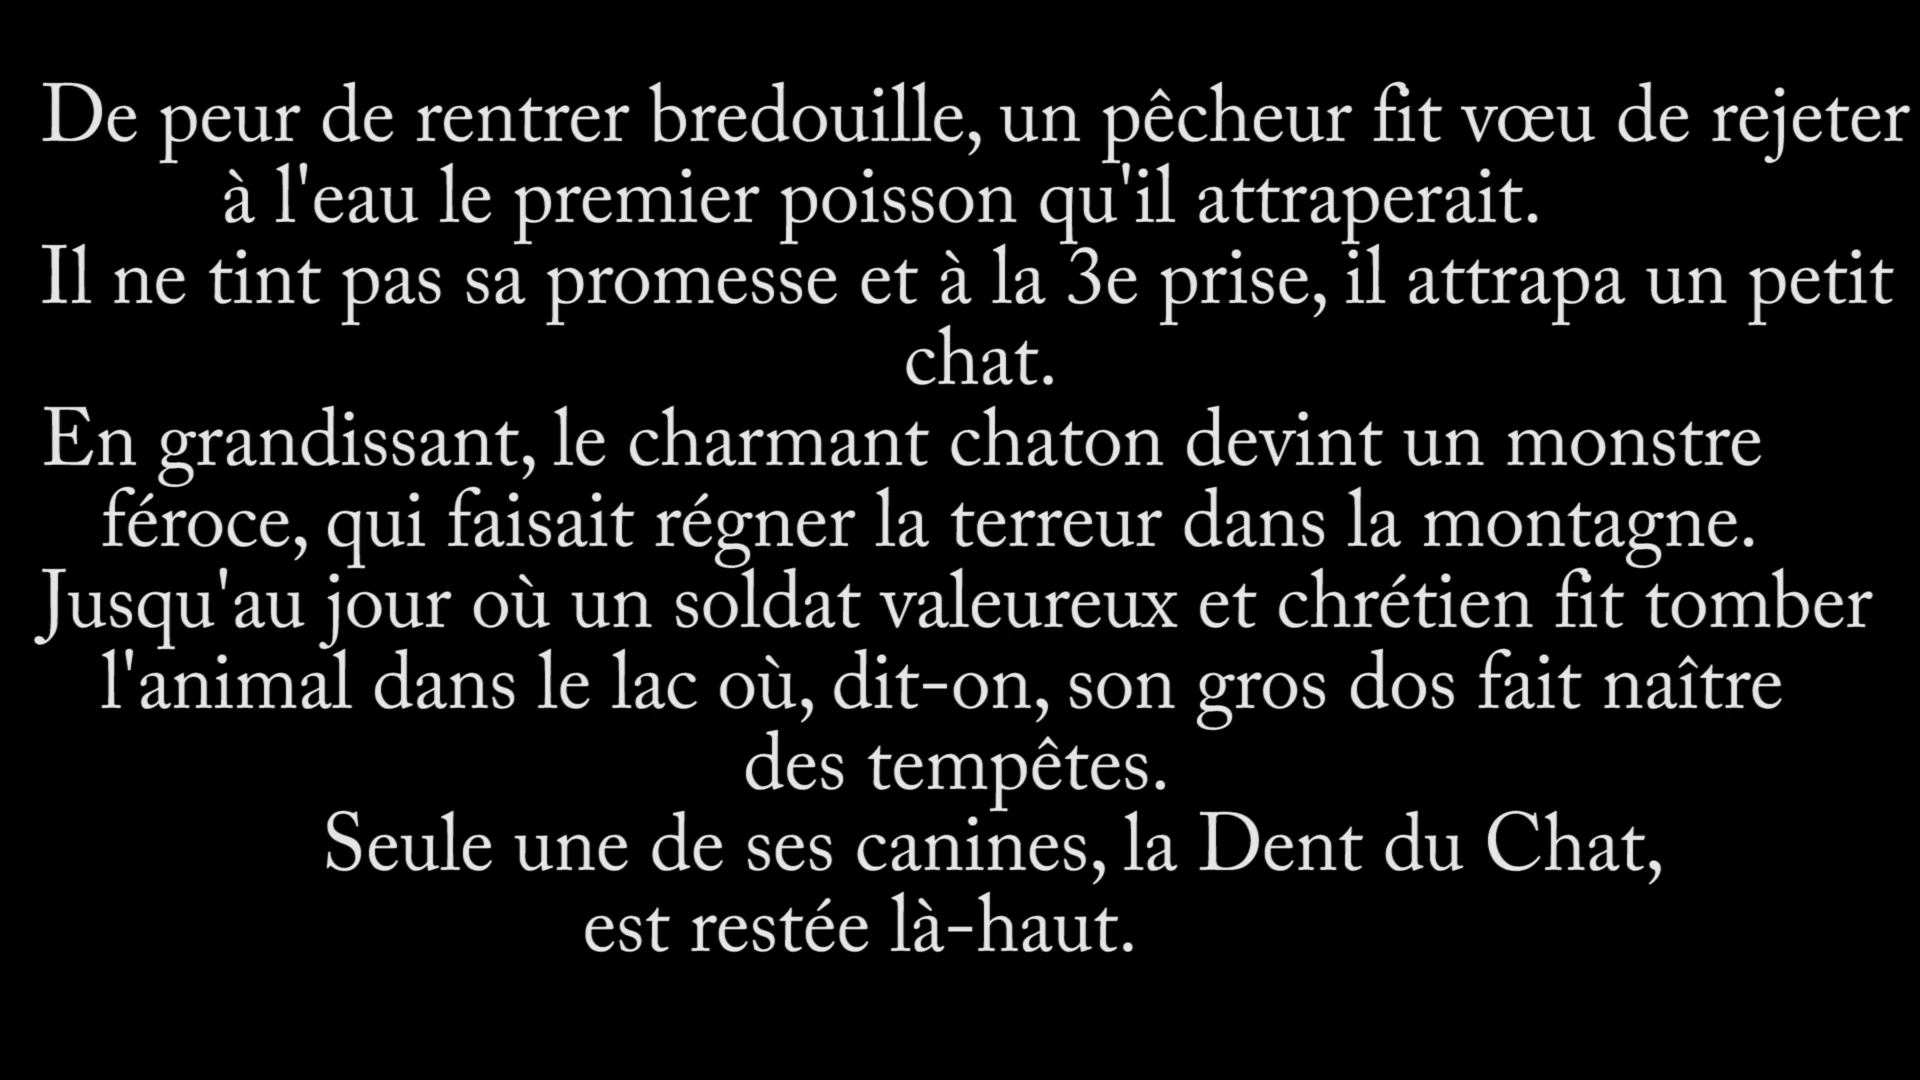 De peur de rentrer bredouille, un pêcheur fit vœu de rejeter
à l'eau le premier poisson qu'il attraperait.
Il ne tint pas sa promesse et à la 3e prise, il attrapa un petit
chat.
En grandissant, le charmant chaton devint un monstre
féroce, qui faisait régner la terreur dans la montagne.
Jusqu'au jour où un soldat valeureux et chrétien fit tomber
l'animal dans le lac où, dit-on, son gros dos fait naître
des tempêtes.
Seule une de ses canines, la Dent du Chat,
est restée là-haut.